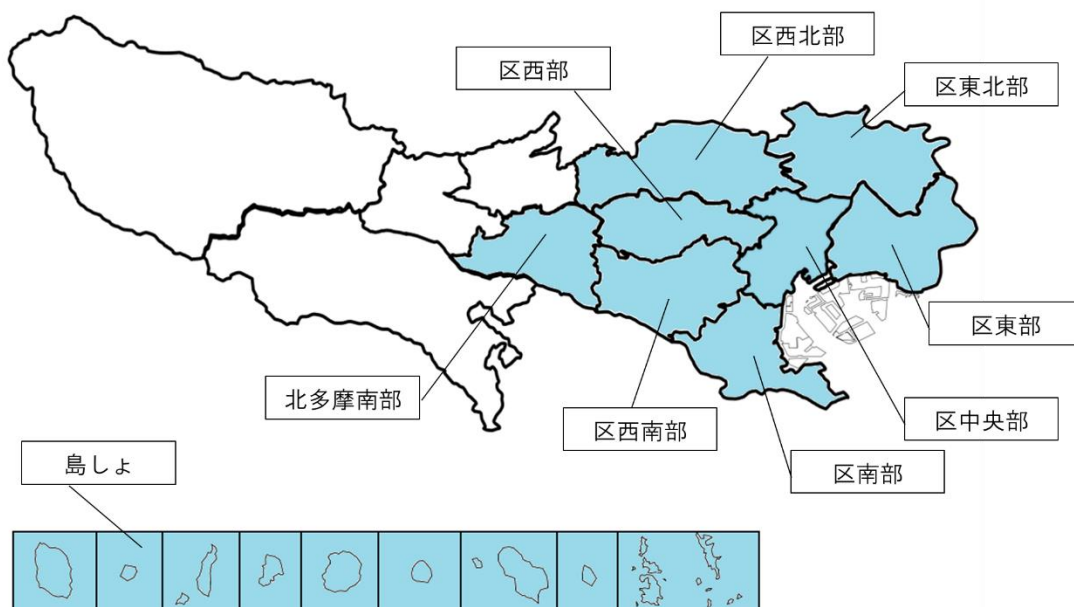 区西北部
区西部
区東北部
区東部
北多摩南部
区西南部
区中央部
島しょ
区南部